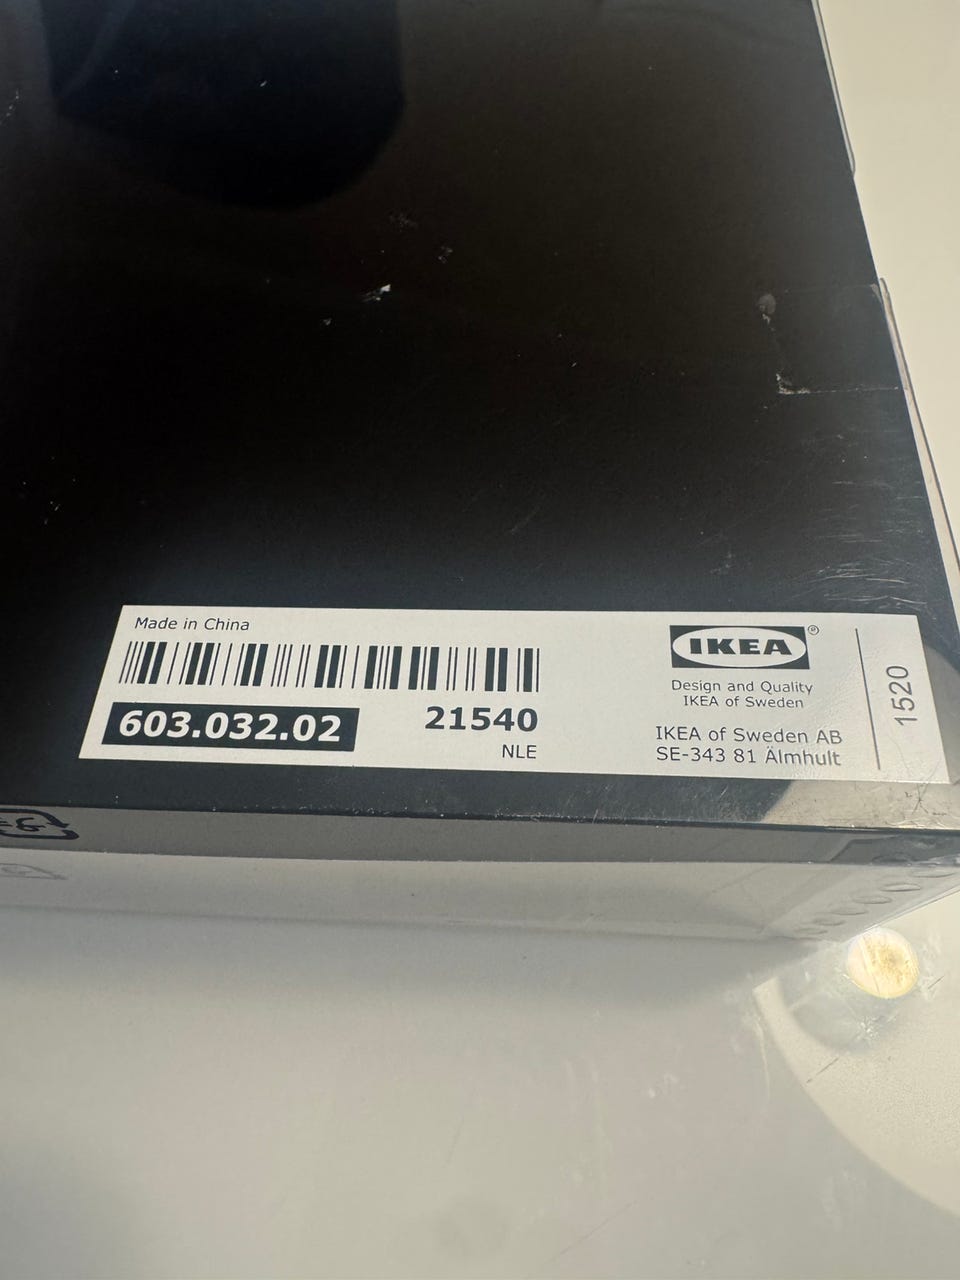 Made in China
603.032.02
21540
NLE
IKEA®
Design and Quality
IKEA of Sweden
IKEA of Sweden AB
SE-343 81 Älmhult
1520